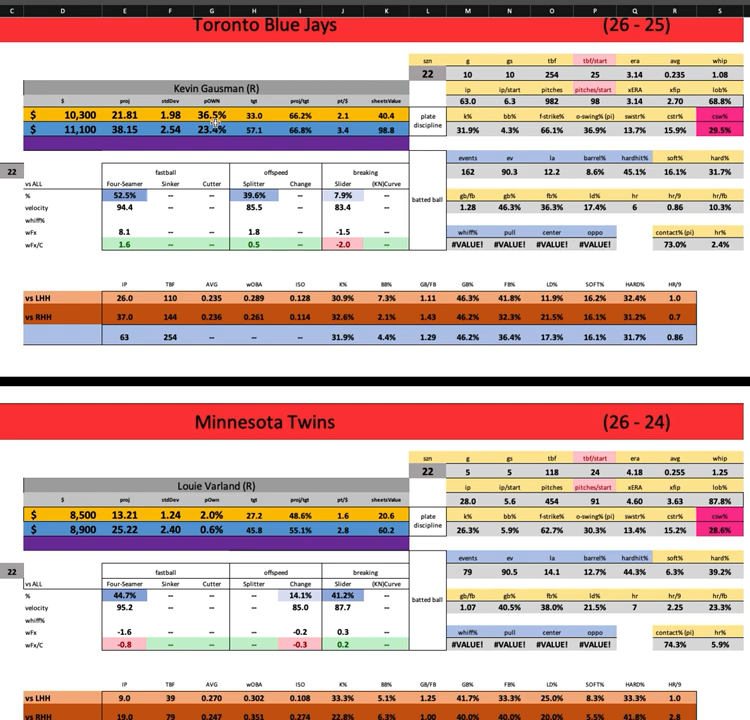 C D E F G H I J K L M N O P Q R S
Toronto Blue Jays (26 - 25)
szn g gs tbf tbf/start era avg whip
22 10 10 254 25 3.14 0.235 1.08
Kevin Gausman (R) ip ip/start pitches pitches/start xERA xfip lob%
$ proj stdDev pOWN tgt proj/tgt pt/$ sheetsValue 63.0 6.3 982 98 3.14 2.70 68.8%
$ 10,300 21.81 1.98 36.5% 33.0 66.2% 2.1 40.4 plate discipline k% bb% f-strike% o-swing% (pi) swstr% cstr% csw%
$ 11,100 38.15 2.54 23.4% 57.1 66.8% 3.4 98.8 31.9% 4.3% 66.1% 36.9% 13.7% 15.9% 29.5%
events ev la barrel% hardhit% soft% hard%
22 fastball offspeed breaking 162 90.3 12.2 8.6% 45.1% 16.1% 31.7%
vs ALL Four-Seamer Sinker Cutter Splitter Change Slider (KN)Curve
% 52.5% -- -- 39.6% -- 7.9% -- batted ball gb/fb gb% fb% ld% hr hr/9 hr/fb
velocity 94.4 -- -- 85.5 -- 83.4 -- 1.28 46.3% 36.3% 17.4% 6 0.86 10.3%
whiff%
wFx 8.1 -- -- 1.8 -- -1.5 -- whiff% pull center oppo contact% (pi) hr%
wFx/C 1.6 -- -- 0.5 -- -2.0 -- #VALUE! #VALUE! #VALUE! #VALUE! 73.0% 2.4%
IP TBF AVG wOBA ISO K% BB% GB/FB GB% FB% LD% SOFT% HARD% HR/9
vs LHH 26.0 110 0.235 0.289 0.128 30.9% 7.3% 1.11 46.3% 41.8% 11.9% 16.2% 32.4% 1.0
vs RHH 37.0 144 0.236 0.261 0.114 32.6% 2.1% 1.43 46.2% 32.3% 21.5% 16.1% 31.2% 0.7
63 254 -- -- -- 31.9% 4.4% 1.29 46.2% 36.4% 17.3% 16.1% 31.7% 0.86
Minnesota Twins (26 - 24)
szn g gs tbf tbf/start era avg whip
22 5 5 118 24 4.18 0.255 1.25
Louie Varland (R) ip ip/start pitches pitches/start xERA xfip lob%
$ proj stdDev pOwn tgt proj/tgt pt/$ sheetsValue 28.0 5.6 454 91 4.60 3.63 87.8%
$ 8,500 13.21 1.24 2.0% 27.2 48.6% 1.6 20.6 plate discipline k% bb% f-strike% o-swing% (pi) swstr% cstr% csw%
$ 8,900 25.22 2.40 0.6% 45.8 55.1% 2.8 60.2 26.3% 5.9% 62.7% 30.3% 13.4% 15.2% 28.6%
events ev la barrel% hardhit% soft% hard%
22 fastball offspeed breaking 79 90.5 14.1 12.7% 44.3% 6.3% 39.2%
vs ALL Four-Seamer Sinker Cutter Splitter Change Slider (KN)Curve
% 44.7% -- -- -- 14.1% 41.2% -- batted ball gb/fb gb% fb% ld% hr hr/9 hr/fb
velocity 95.2 -- -- -- 85.0 87.7 -- 1.07 40.5% 38.0% 21.5% 7 2.25 23.3%
whiff%
wFx -1.6 -- -- -- -0.2 0.3 -- whiff% pull center oppo contact% (pi) hr%
wFx/C -0.8 -- -- -- -0.3 0.2 -- #VALUE! #VALUE! #VALUE! #VALUE! 74.3% 5.9%
IP TBF AVG wOBA ISO K% BB% GB/FB GB% FB% LD% SOFT% HARD% HR/9
vs LHH 9.0 39 0.270 0.302 0.108 33.3% 5.1% 1.25 41.7% 33.3% 25.0% 8.3% 33.3% 1.0
vs RHH 19.0 79 0.247 0.351 0.274 22.8% 6.3% 1.00 40.0% 40.0% 20.0% 5.5% 41.8% 2.8